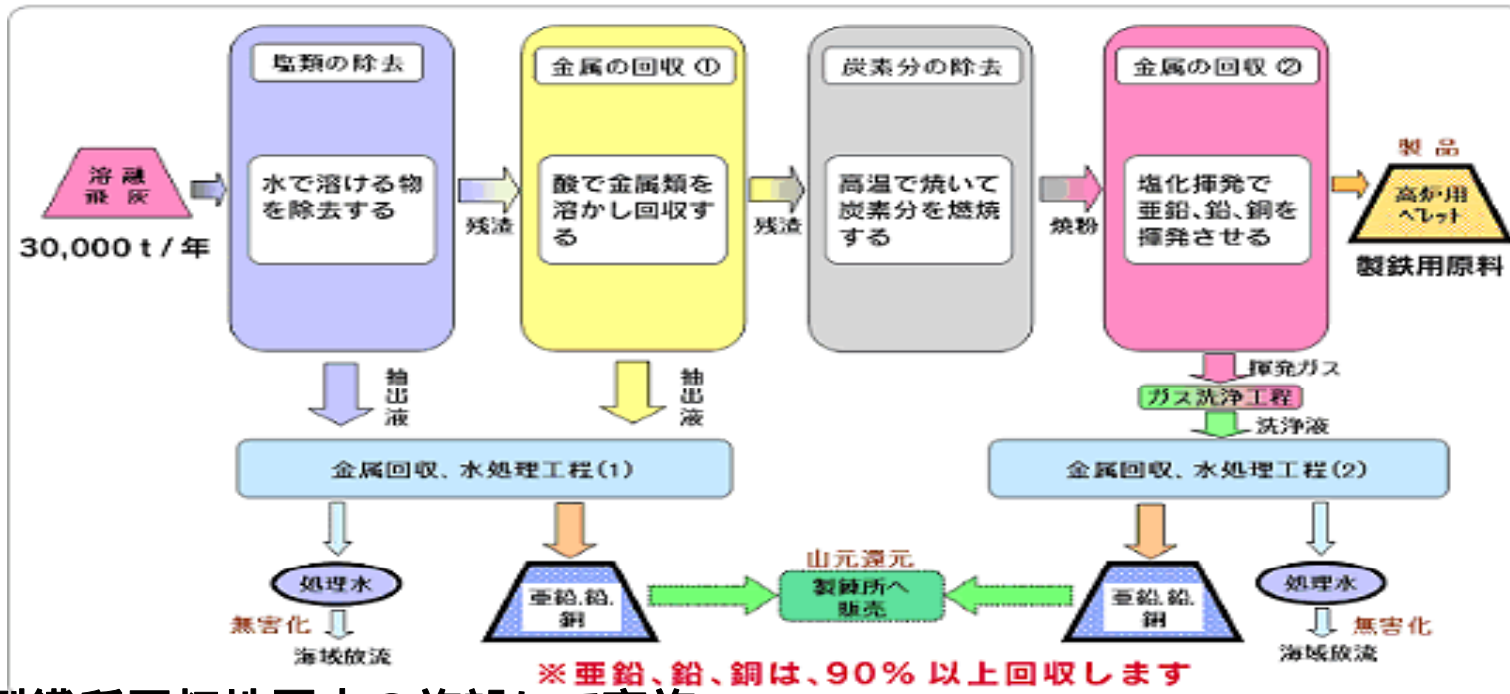 塩類の除去
金属の回収 ①
炭素分の除去
金属の回収 ②
溶融
飛灰
30,000 t / 年
水で溶ける物
を除去する
残渣
酸で金属類を
溶かし回収す
る
残渣
高温で焼いて
炭素分を燃焼
する
焼粉
塩化揮発で
亜鉛、鉛、銅を
揮発させる
製品
高炉用
ペレット
製鉄用原料
抽出液
抽出液
揮発ガス
ガス洗浄工程
洗浄液
金属回収、水処理工程(1)
金属回収、水処理工程(2)
処理水
無害化
海域放流
亜鉛、鉛、
銅
山元還元
製錬所へ
販売
亜鉛、鉛、
銅
処理水
無害化
海域放流
※亜鉛、鉛、銅は、90% 以上回収します